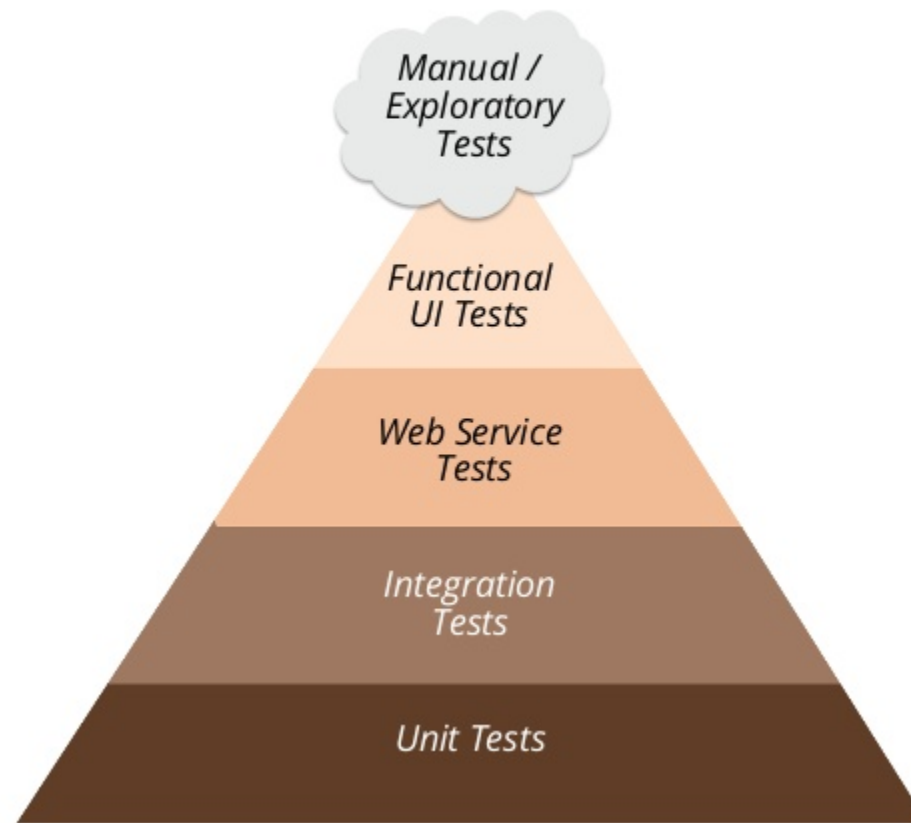 Manual /
Exploratory
Tests
Functional
UI Tests
Web Service
Tests
Integration
Tests
Unit Tests